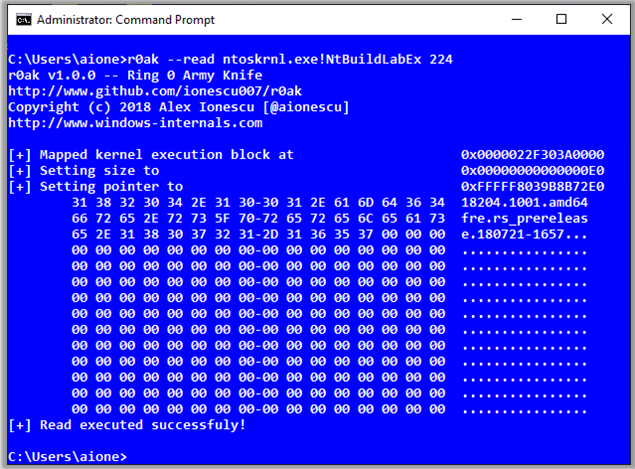 Administrator: Command Prompt
C:\Users\aione>r0ak --read ntoskrnl.exe!NtBuildLabEx 224
r0ak v1.0.0 -- Ring 0 Army Knife
http://www.github.com/ionescu007/r0ak
Copyright (c) 2018 Alex Ionescu [@aionescu]
http://www.windows-internals.com
[+] Mapped kernel execution block at 0x0000022F303A0000
[+] Setting size to 0x00000000000000E0
[+] Setting pointer to 0xFFFFF8039B8B72E0
31 38 32 30 34 2E 31 30-30 31 2E 61 6D 64 36 34 18204.1001.amd64
66 72 65 2E 72 73 5F 70-72 65 72 65 6C 65 61 73 fre.rs_prereleas
65 2E 31 38 30 37 32 31-2D 31 36 35 37 00 00 00 e.180721-1657...
00 00 00 00 00 00 00 00-00 00 00 00 00 00 00 00 ................
00 00 00 00 00 00 00 00-00 00 00 00 00 00 00 00 ................
00 00 00 00 00 00 00 00-00 00 00 00 00 00 00 00 ................
00 00 00 00 00 00 00 00-00 00 00 00 00 00 00 00 ................
00 00 00 00 00 00 00 00-00 00 00 00 00 00 00 00 ................
00 00 00 00 00 00 00 00-00 00 00 00 00 00 00 00 ................
00 00 00 00 00 00 00 00-00 00 00 00 00 00 00 00 ................
00 00 00 00 00 00 00 00-00 00 00 00 00 00 00 00 ................
00 00 00 00 00 00 00 00-00 00 00 00 00 00 00 00 ................
00 00 00 00 00 00 00 00-00 00 00 00 00 00 00 00 ................
00 00 00 00 00 00 00 00-00 00 00 00 00 00 00 00 ................
[+] Read executed successfuly!
C:\Users\aione>